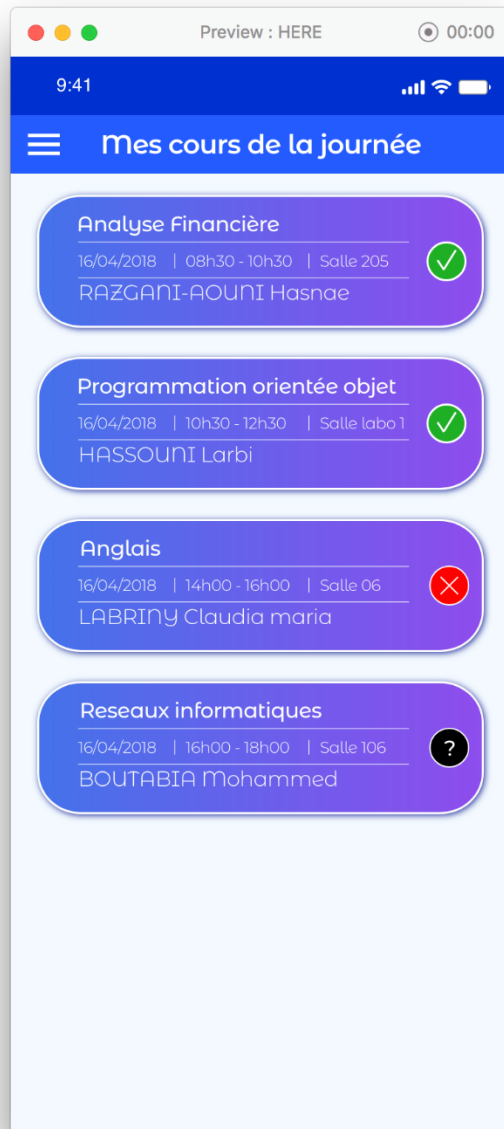 Preview : HERE 00:00
9:41
Mes cours de la journée
Analyse Financière
16/04/2018 | 08h30 - 10h30 | Salle 205
RAZGANI-AOUNI Hasnae
Programmation orientée objet
16/04/2018 | 10h30 - 12h30 | Salle labo 1
HASSOUNI Larbi
Anglais
16/04/2018 | 14h00 - 16h00 | Salle 06
LABRINY Claudia maria
Reseaux informatiques
16/04/2018 | 16h00 - 18h00 | Salle 106
?
BOUTABIA Mohammed